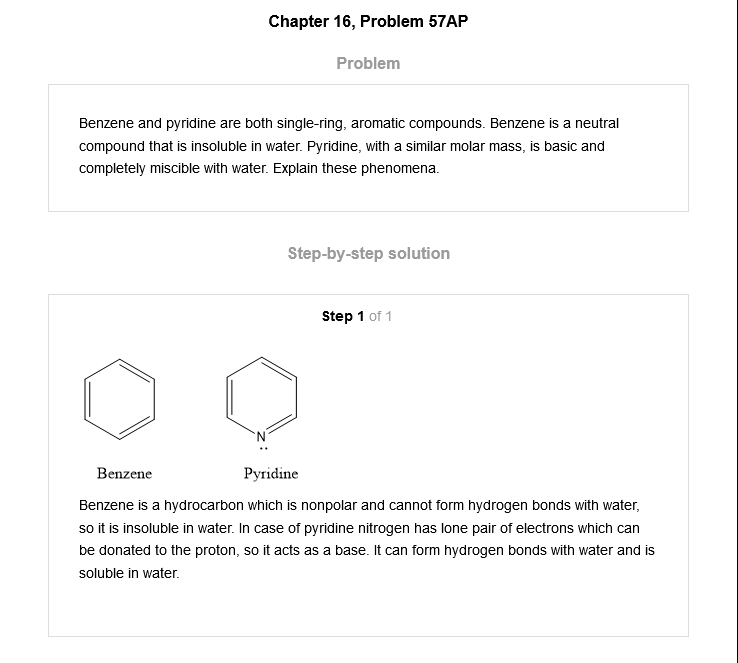 Chapter 16, Problem 57AP
Problem
Benzene and pyridine are both single-ring, aromatic compounds. Benzene is a neutral
compound that is insoluble in water. Pyridine, with a similar molar mass, is basic and
completely miscible with water. Explain these phenomena.
Step-by-step solution
Step 1 of 1
N
Benzene Pyridine
Benzene is a hydrocarbon which is nonpolar and cannot form hydrogen bonds with water,
so it is insoluble in water. In case of pyridine nitrogen has lone pair of electrons which can
be donated to the proton, so it acts as a base. It can form hydrogen bonds with water and is
soluble in water.